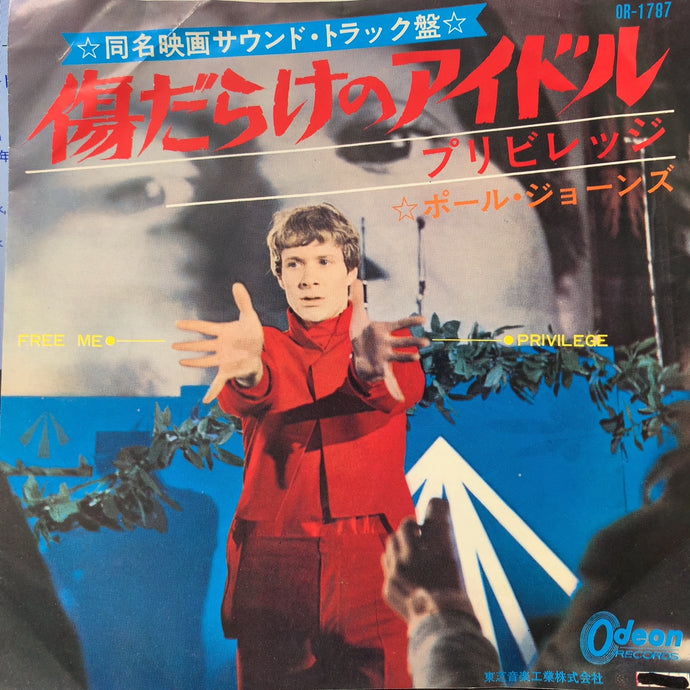 OR-1787
☆同名映画サウンド・トラック盤☆
傷だらけのアイドル
プリビレッジ
☆ポール・ジョーンズ
FREE ME
PRIVILEGE
Odeon
RECORDS
東芝音楽工業株式会社